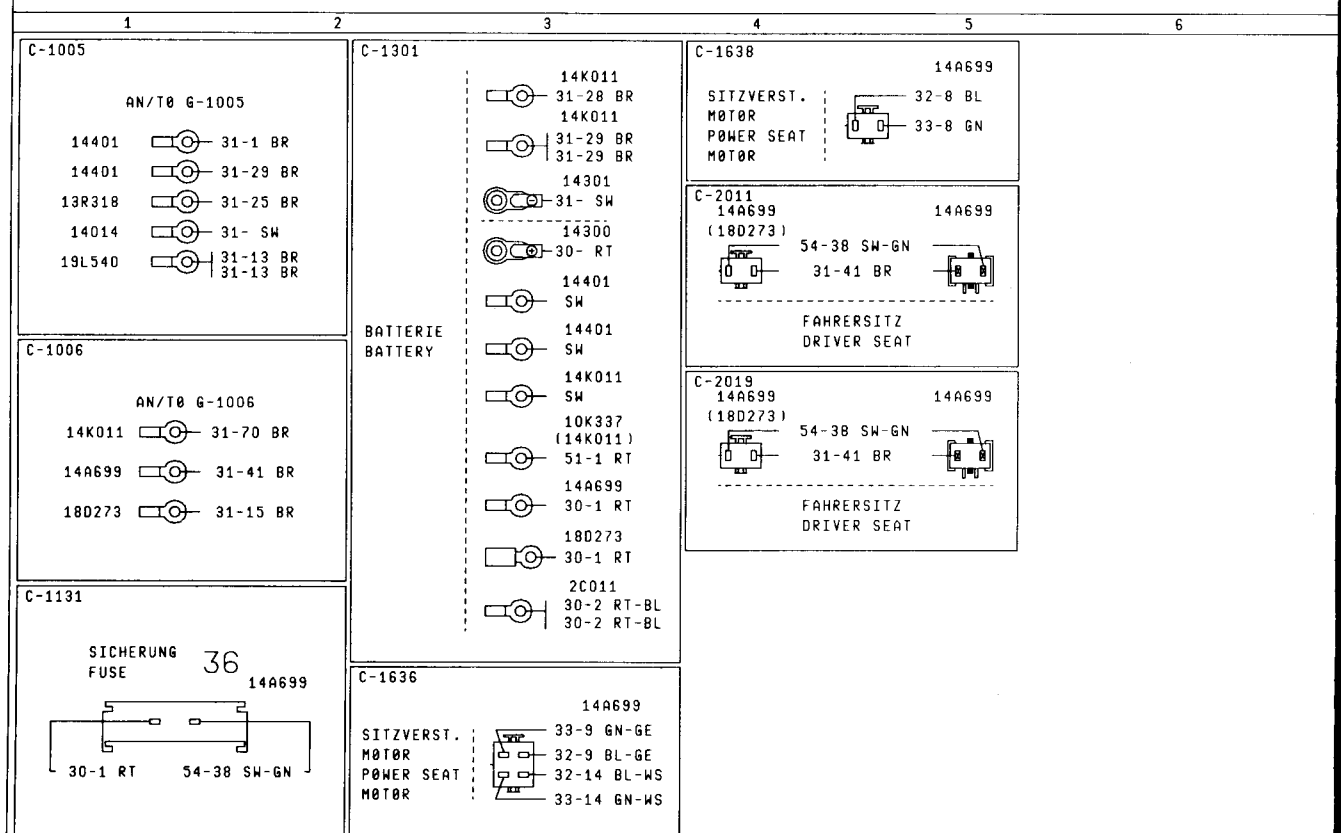 1 2 3 4 5 6
C-1005
AN/TØ G-1005
14401 31-1 BR
14401 31-29 BR
13R318 31-25 BR
14014 31- SW
19L540 31-13 BR
31-13 BR
C-1006
AN/TØ G-1006
14K011 31-70 BR
14A699 31-41 BR
18D273 31-15 BR
C-1131
SICHERUNG
FUSE
36
14A699
30-1 RT 54-38 SW-GN
C-1301
BATTERIE
BATTERY
14K011
31-28 BR
14K011
31-29 BR
31-29 BR
14301
31- SW
14300
30- RT
14401
SW
14401
SW
14K011
SW
10K337
(14K011)
51-1 RT
14A699
30-1 RT
18D273
30-1 RT
2C011
30-2 RT-BL
30-2 RT-BL
C-1636
14A699
SITZVERST.
MØTØR
PØWER SEAT
MØTØR
33-9 GN-GE
32-9 BL-GE
32-14 BL-WS
33-14 GN-WS
C-1638
14A699
SITZVERST.
MØTØR
PØWER SEAT
MØTØR
32-8 BL
33-8 GN
C-2011
14A699 14A699
(18D273)
54-38 SW-GN
31-41 BR
FAHRERSITZ
DRIVER SEAT
C-2019
14A699 14A699
(18D273)
54-38 SW-GN
31-41 BR
FAHRERSITZ
DRIVER SEAT